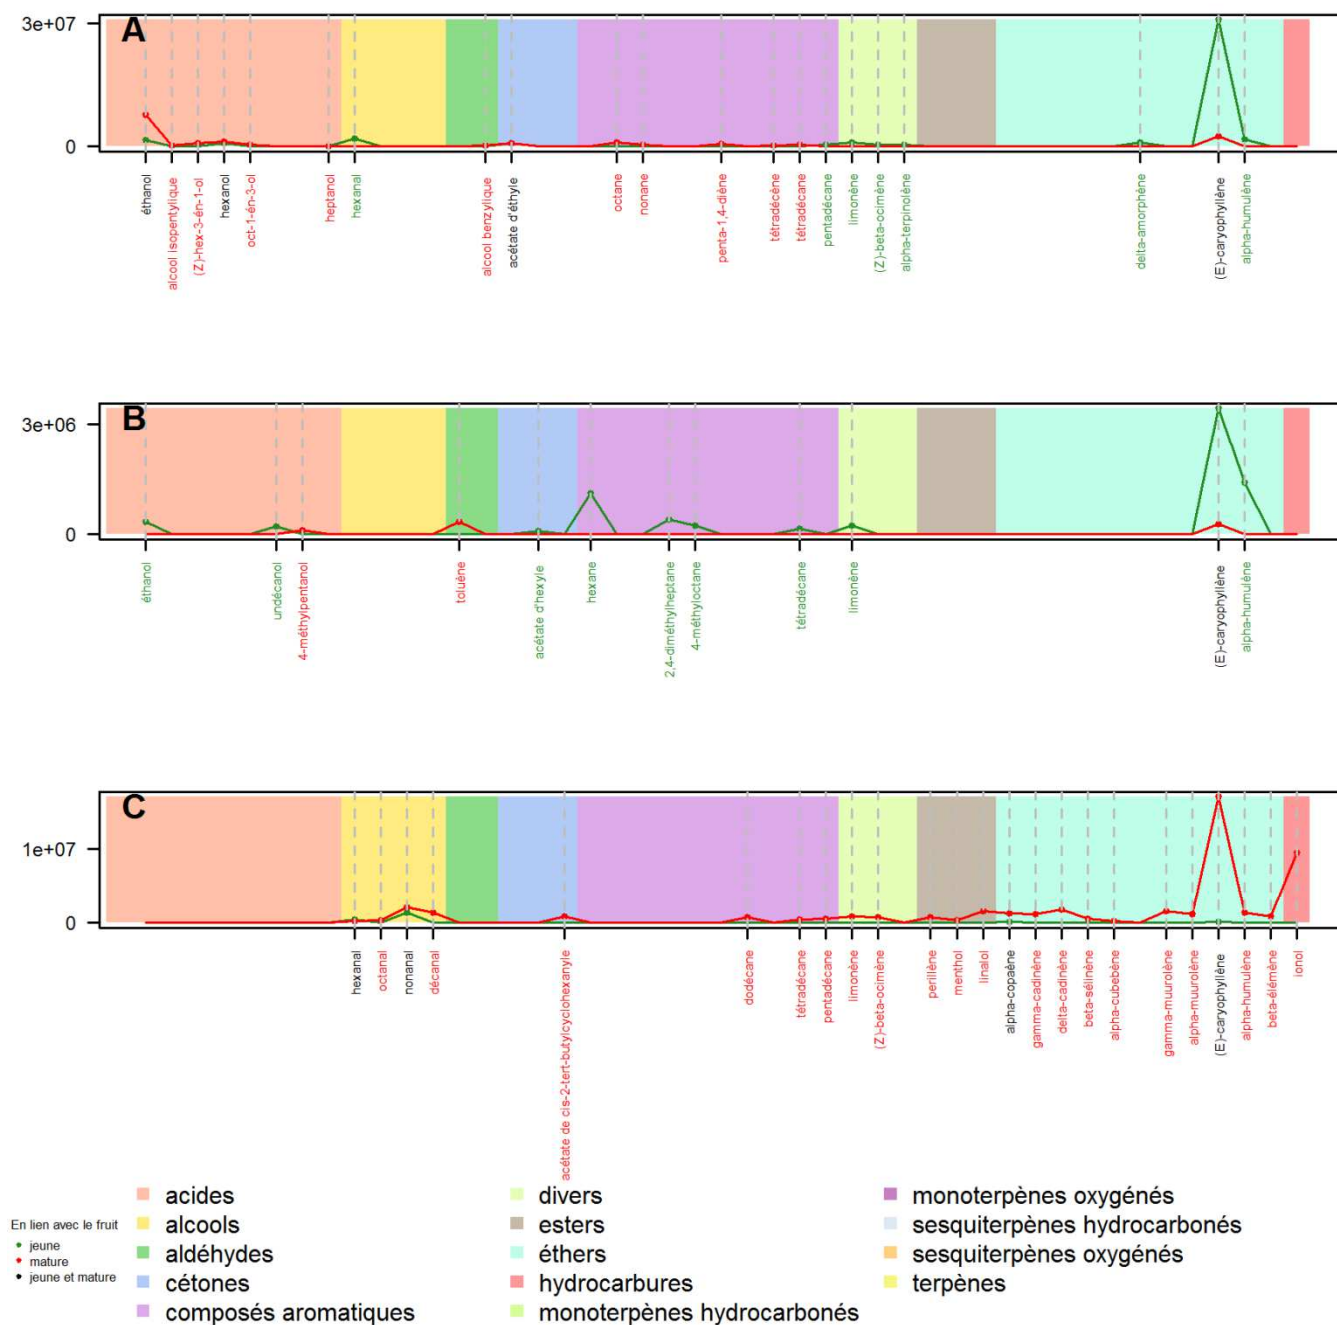 A
3e+07
0
éthanol
alcool isopentylique
(Z)-hex-3-én-1-ol
hexanol
oct-1-én-3-ol
heptanol
hexanal
alcool benzylique
acétate d'éthyle
octane
nonane
penta-1,4-diène
tétradécène
tétradécane
pentadécane
limonène
(Z)-beta-ocimène
alpha-terpinolène
delta-amorphène
(E)-caryophyllène
alpha-humulène
B
3e+06
0
éthanol
undécanol
4-méthylpentanol
toluène
acétate d'hexyle
hexane
2,4-diméthylheptane
4-méthyloctane
tétradécane
limonène
(E)-caryophyllène
alpha-humulène
C
1e+07
0
hexanal
octanal
nonanal
décanal
acétate de cis-2-tert-butylcyclohexanyle
dodécane
tétradécane
pentadécane
limonène
(Z)-beta-ocimène
perillène
menthol
linalol
alpha-copaène
gamma-cadinène
delta-cadinène
beta-sélinène
alpha-cubebène
gamma-muurolène
alpha-muurolène
(E)-caryophyllène
alpha-humulène
beta-élémène
ionol
En lien avec le fruit
jeune
mature
jeune et mature
acides
alcools
aldéhydes
cétones
composés aromatiques
divers
esters
éthers
hydrocarbures
monoterpènes hydrocarbonés
monoterpènes oxygénés
sesquiterpènes hydrocarbonés
sesquiterpènes oxygénés
terpènes